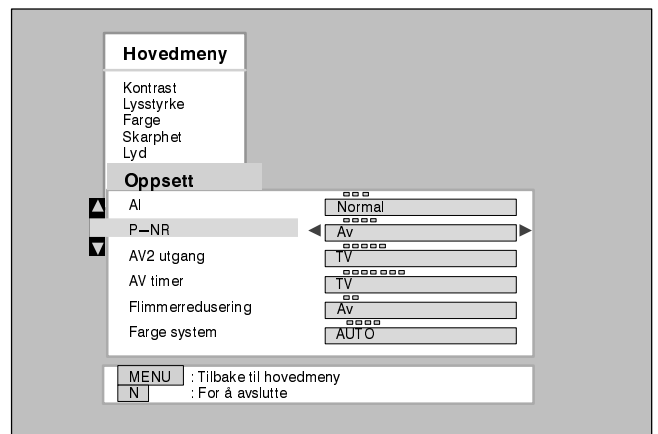 Hovedmeny
Kontrast
Lysstyrke
Farge
Skarphet
Lyd
Oppsett
AI Normal
P–NR Av
AV2 utgang TV
AV timer TV
Flimmerredusering Av
Farge system AUTO
MENU : Tilbake til hovedmeny
N : For å avslutte